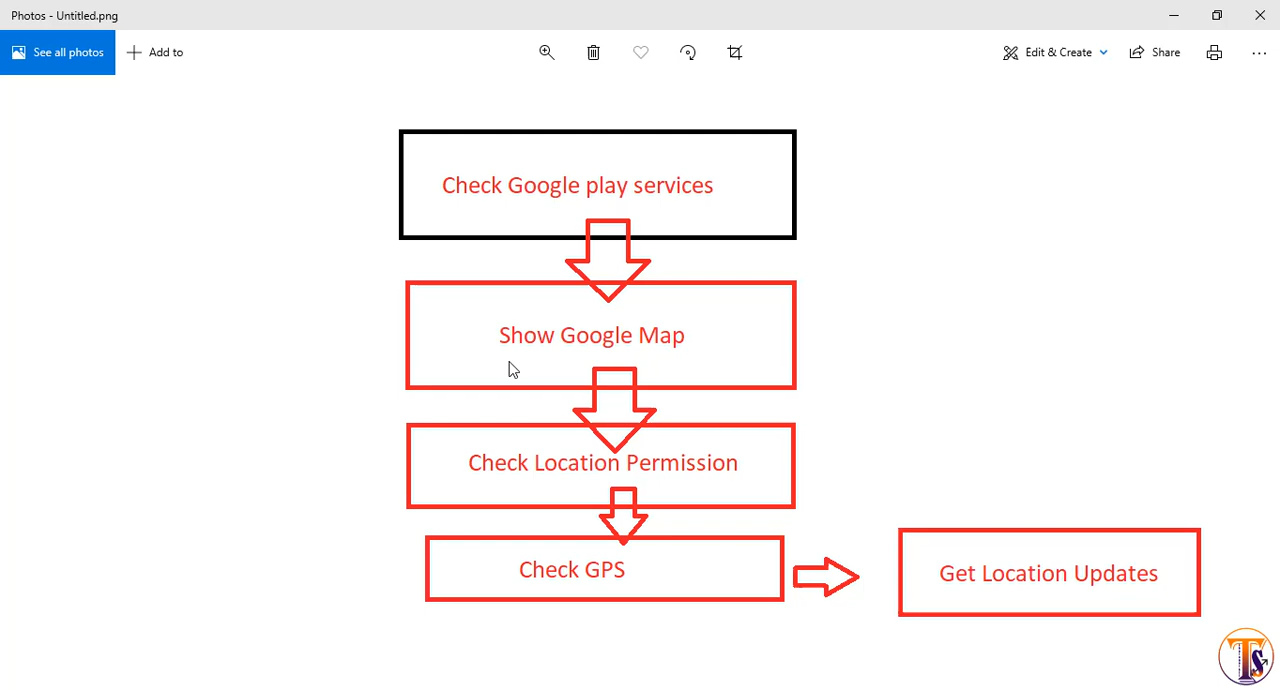 Photos - Untitled.png
See all photos
Add to
Edit & Create
Share
Check Google play services
Show Google Map
Check Location Permission
Check GPS
Get Location Updates
TS